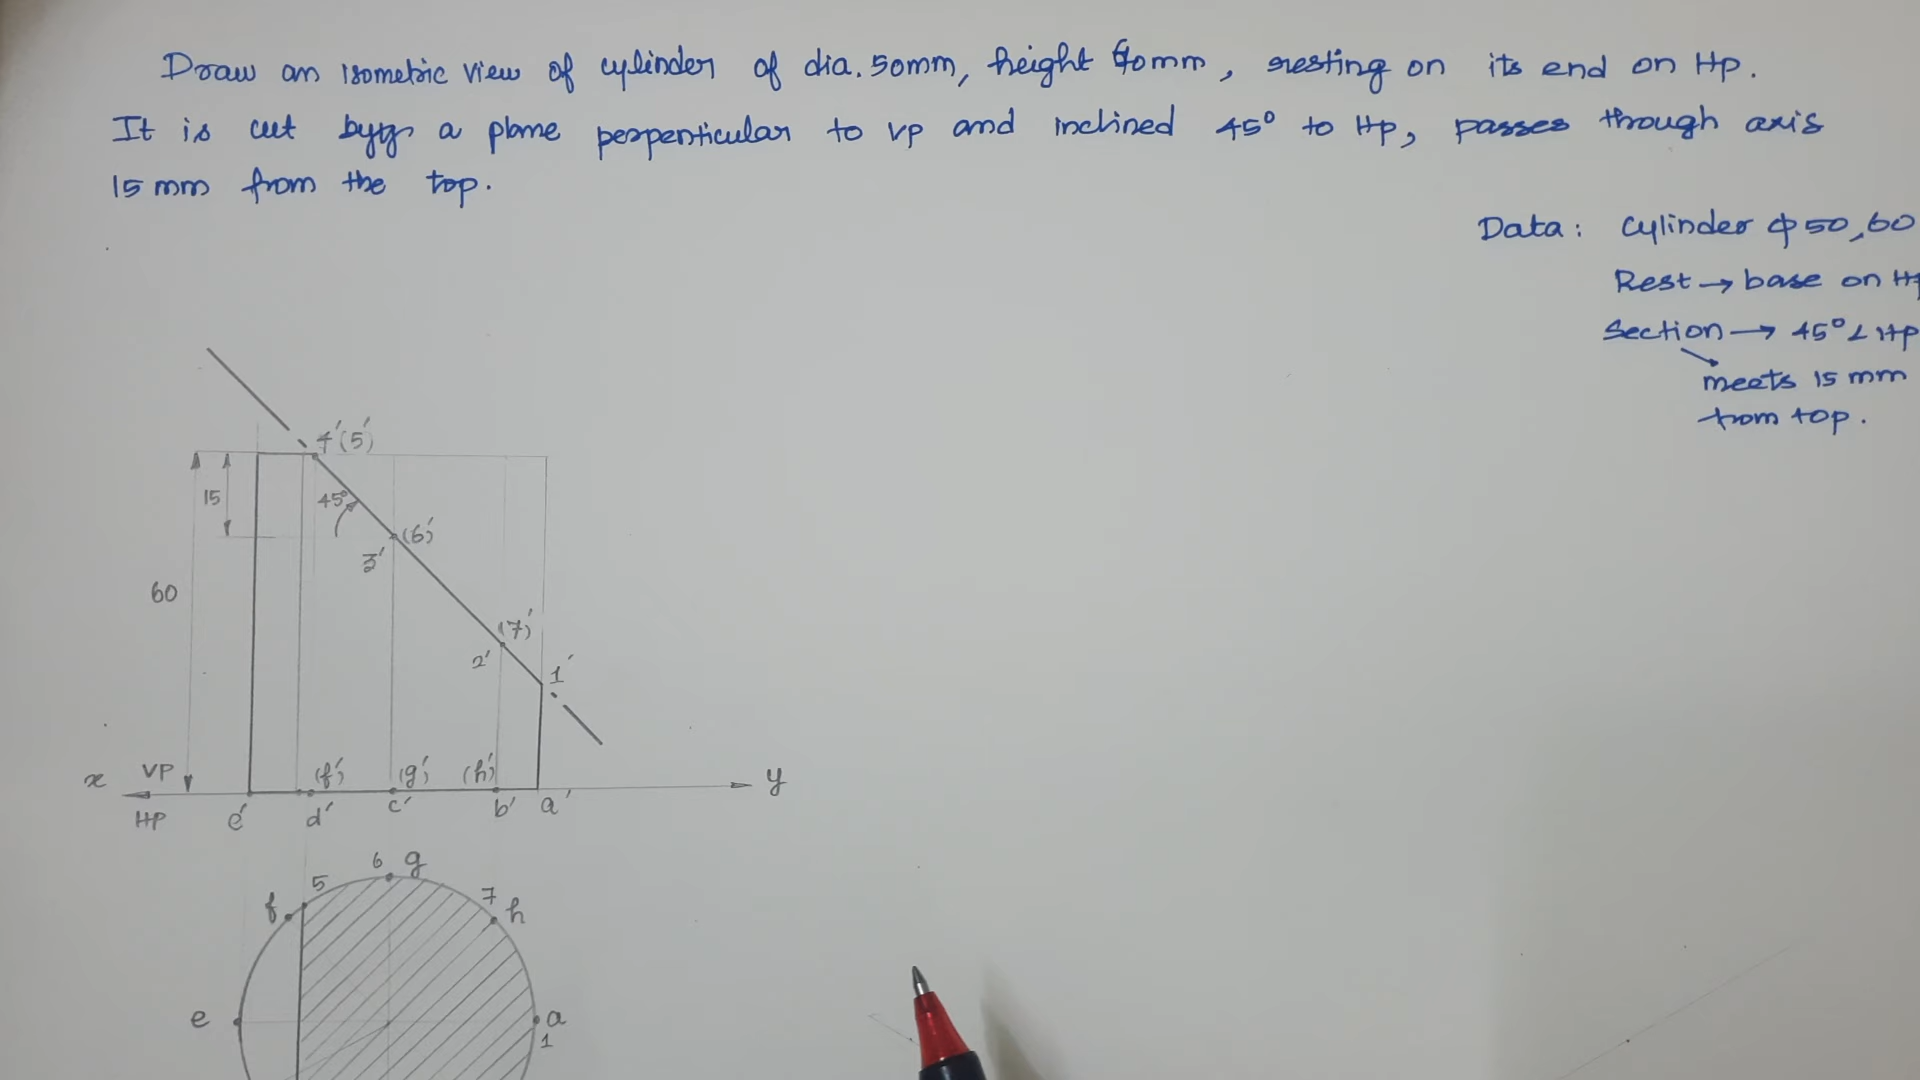 Draw an isometric view of cylinder of dia. 50mm, height 60mm, resting on its end on Hp.
It is cut by a plane perpenticular to vp and inclined 45° to Hp, passes through axis
15 mm from the top.
Data: Cylinder ϕ 50, 60
Rest → base on H
Section → 45° ∠ Hp
meets 15 mm
from top.
4'(5')
15
45°
(6')
3'
60
(7')
2'
1'
x VP
HP
(f') (g') (h')
y
e' d' c' b' a'
6 g
5
7
f
h
e
a
1